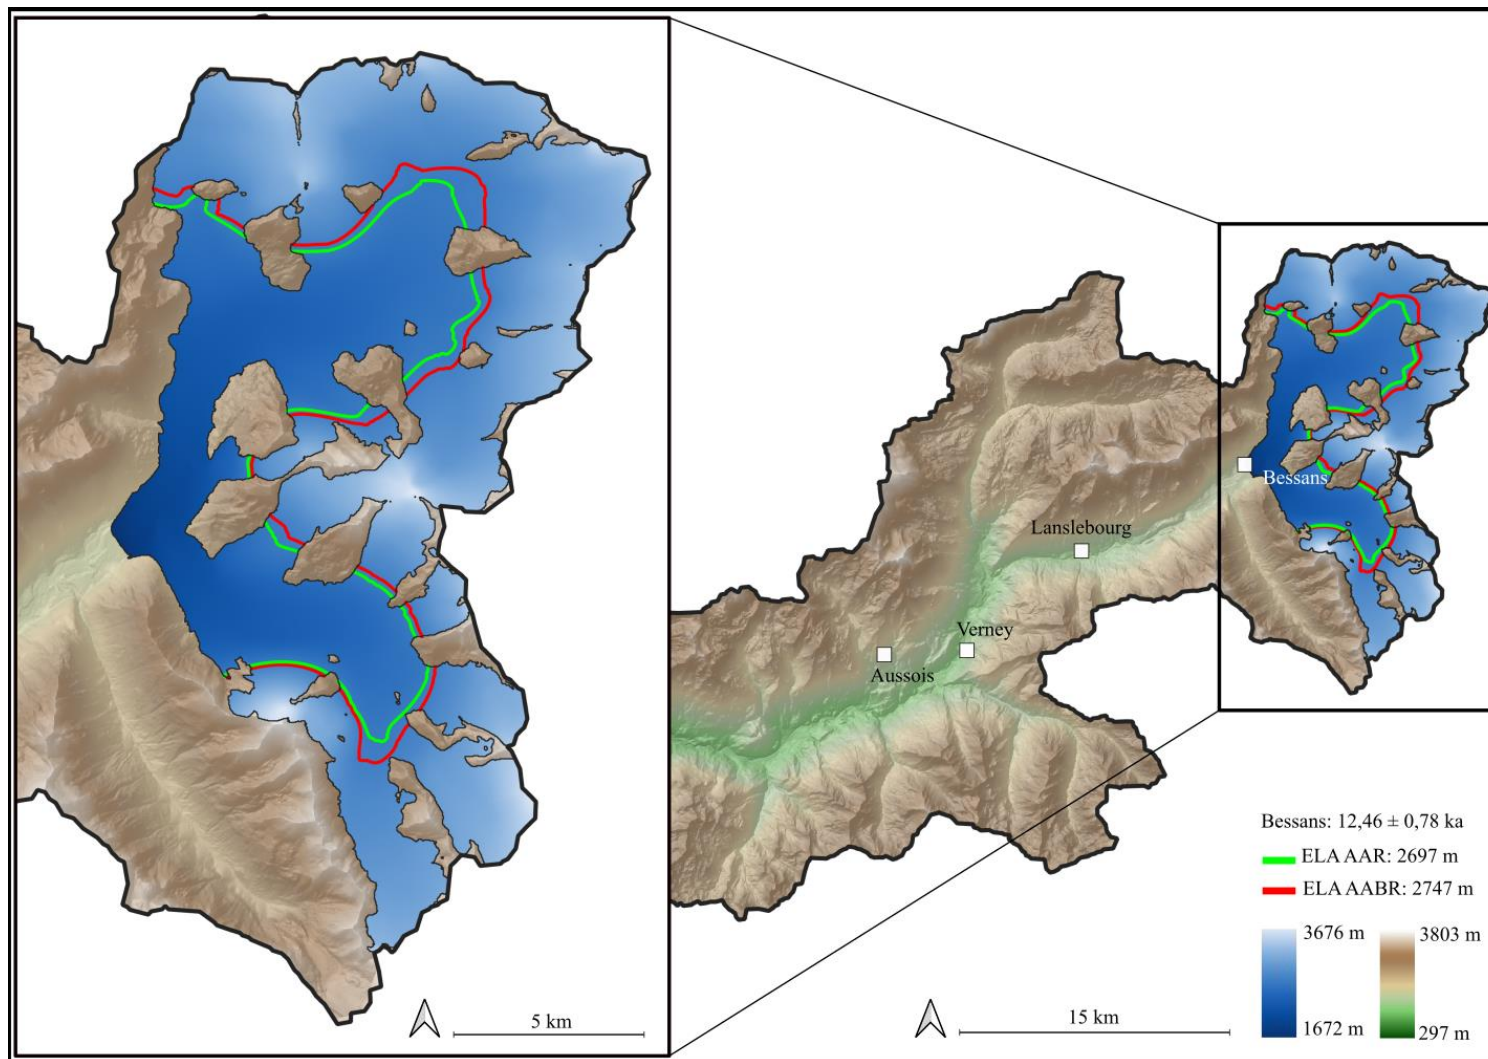 Bessans
Lanslebourg
Verney
Aussois
Bessans: 12,46 ± 0,78 ka
ELA AAR: 2697 m
ELA AABR: 2747 m
3676 m
3803 m
1672 m
297 m
5 km
15 km